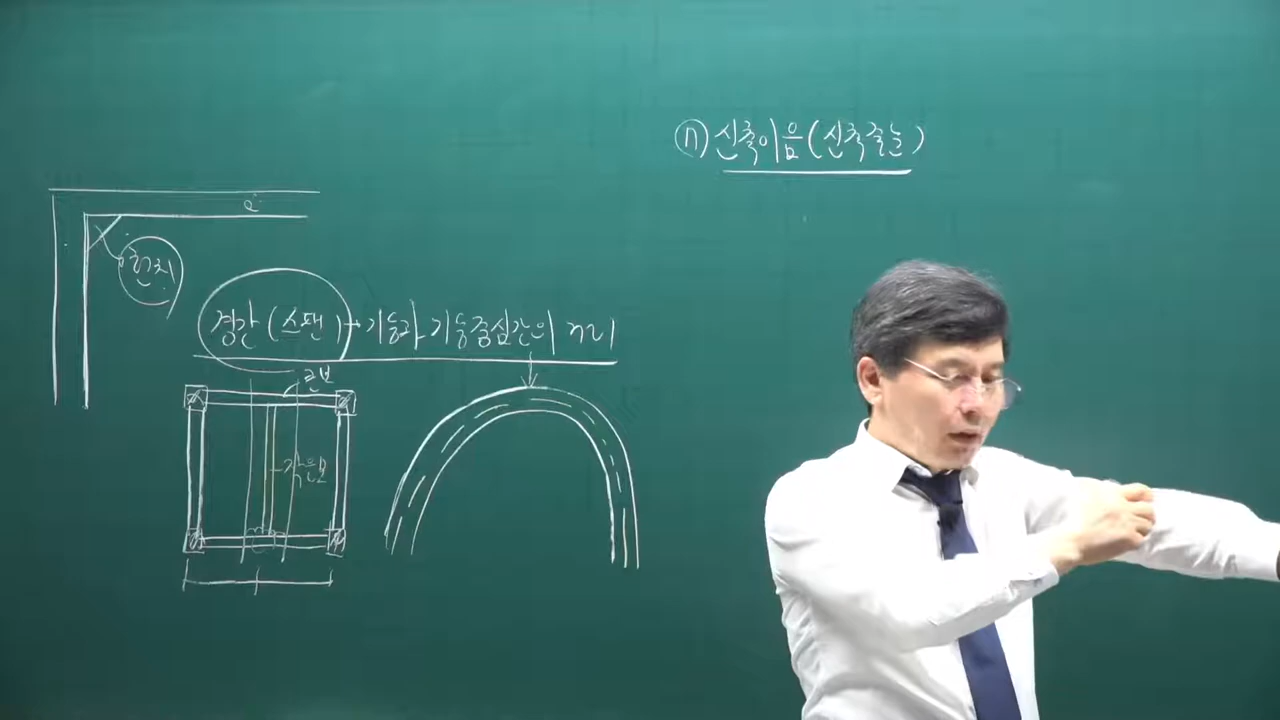 헌치
경간(스팬)→기둥과 기둥중심간의 거리
큰보
작은보
⑪ 신축이음(신축줄눈)